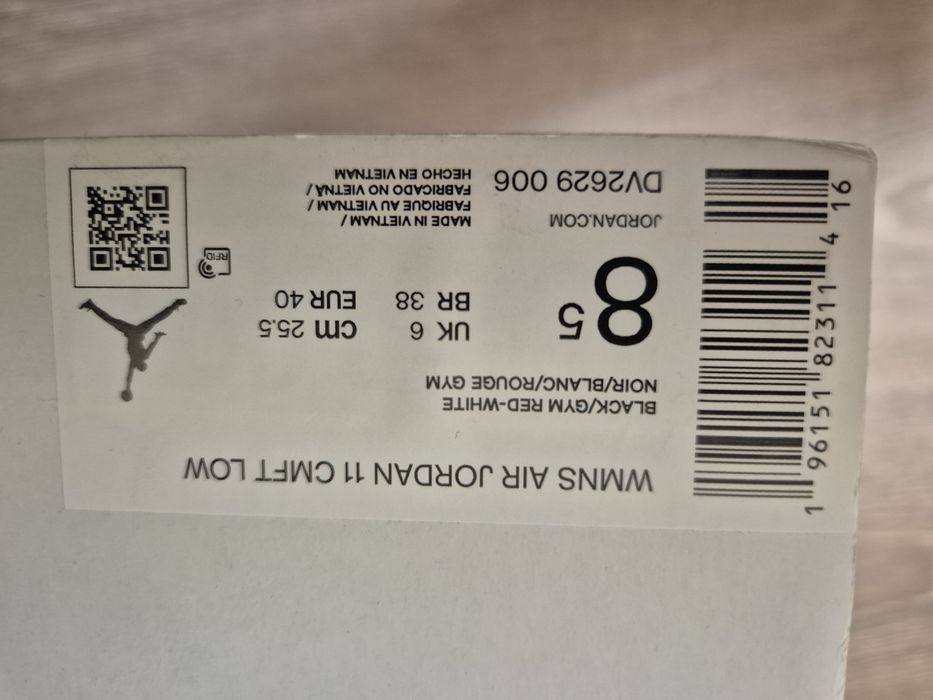 WMNS AIR JORDAN 11 CMFT LOW
BLACK/GYM RED-WHITE
NOIR/BLANC/ROUGE GYM
8 5
UK 6 CM 25.5
BR 38 EUR 40
RFID
JORDAN.COM
DV2629 006
MADE IN VIETNAM /
FABRIQUE AU VIETNAM /
FABRICADO NO VIETNÃ /
HECHO EN VIETNAM
1 96151 82311 4 16